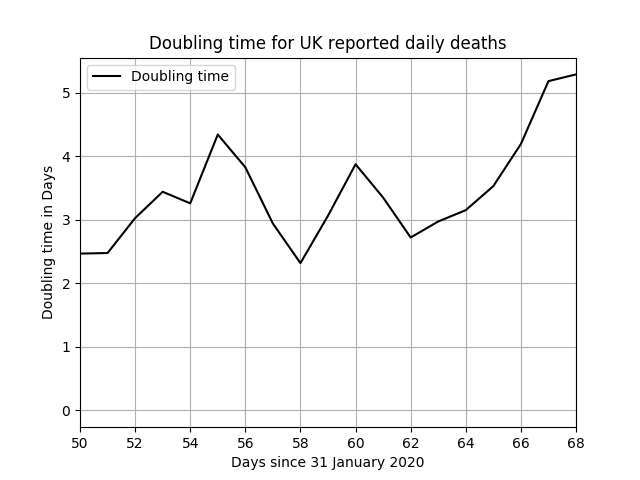 Doubling time for UK reported daily deaths
Doubling time
5
4
3
2
1
0
Doubling time in Days
50 52 54 56 58 60 62 64 66 68
Days since 31 January 2020